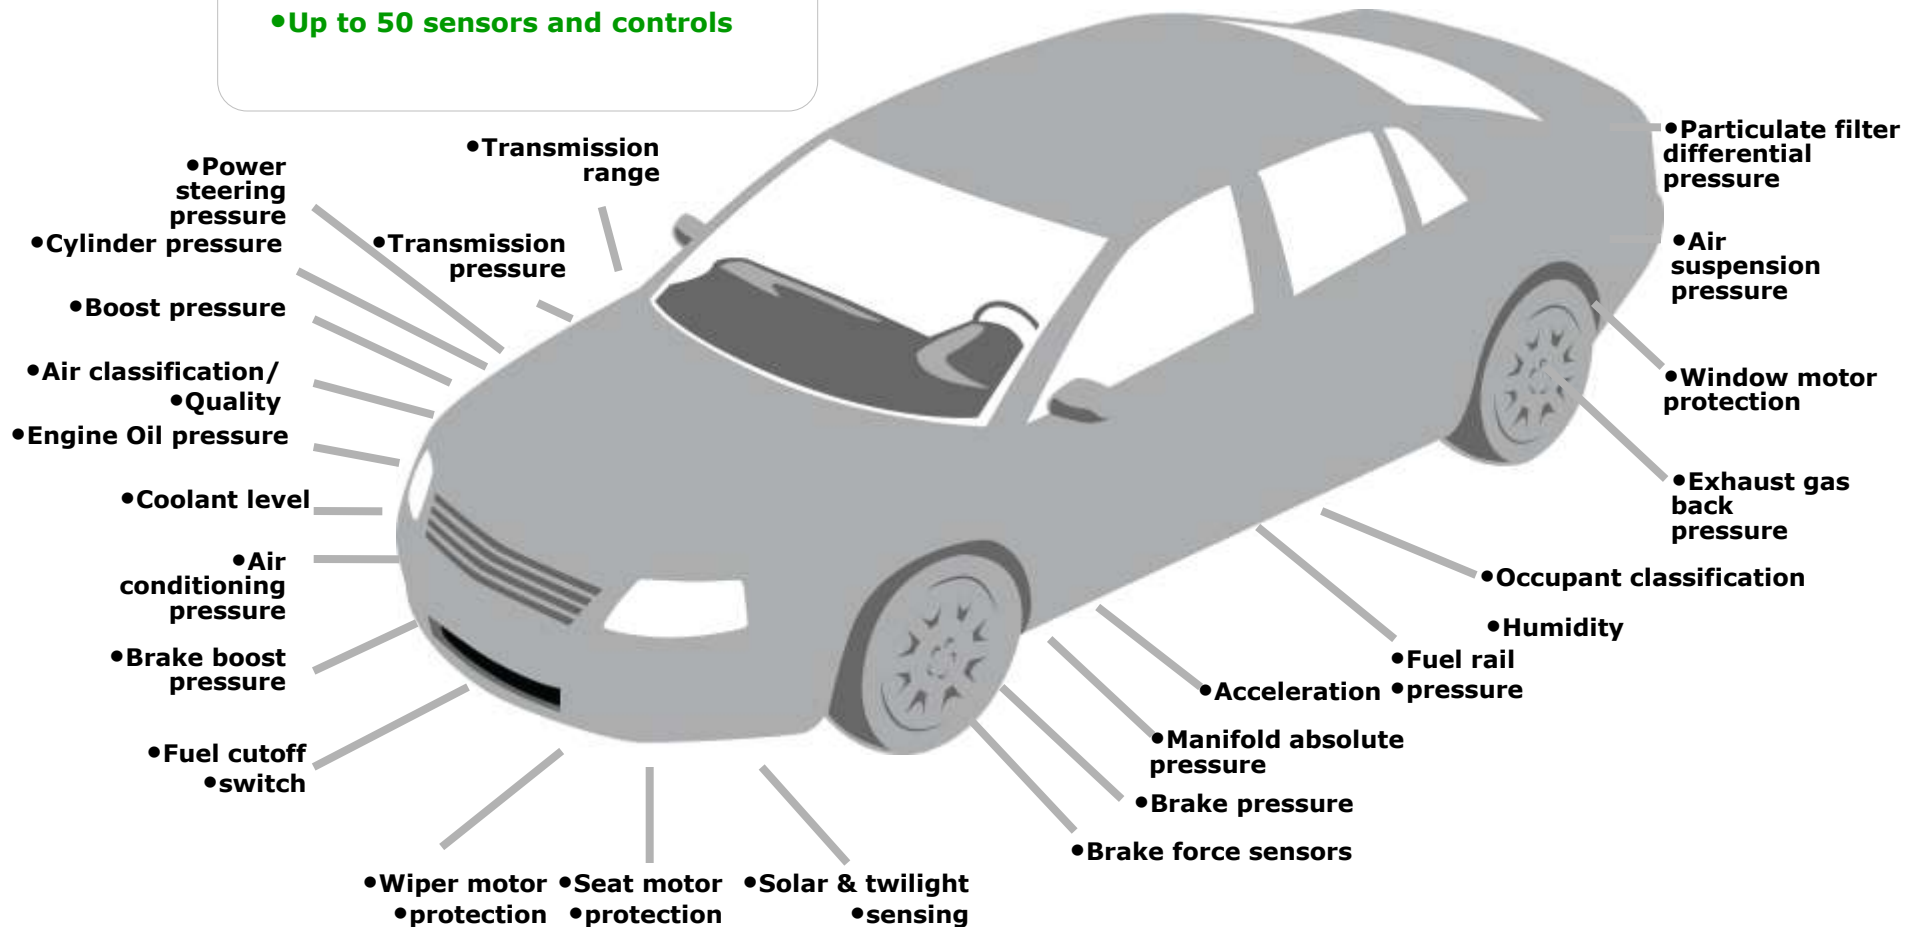 •Up to 50 sensors and controls
•Transmission
range
•Power
steering
pressure
•Cylinder pressure
•Transmission
pressure
•Boost pressure
•Air classification/
•Quality
•Engine Oil pressure
•Coolant level
•Air
conditioning
pressure
•Brake boost
pressure
•Fuel cutoff
•switch
•Wiper motor
•protection
•Seat motor
•protection
•Solar & twilight
•sensing
•Particulate filter
differential
pressure
•Air
suspension
pressure
•Window motor
protection
•Exhaust gas
back
pressure
•Occupant classification
•Humidity
•Fuel rail
•pressure
•Acceleration
•Manifold absolute
pressure
•Brake pressure
•Brake force sensors